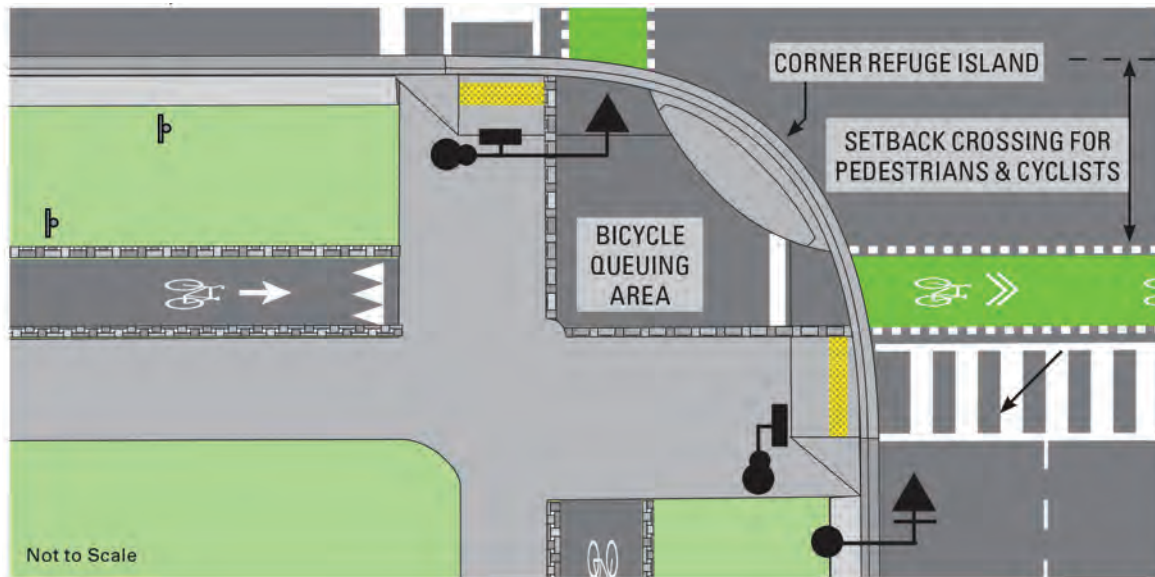 CORNER REFUGE ISLAND
SETBACK CROSSING FOR
PEDESTRIANS & CYCLISTS
BICYCLE
QUEUING
AREA
Not to Scale